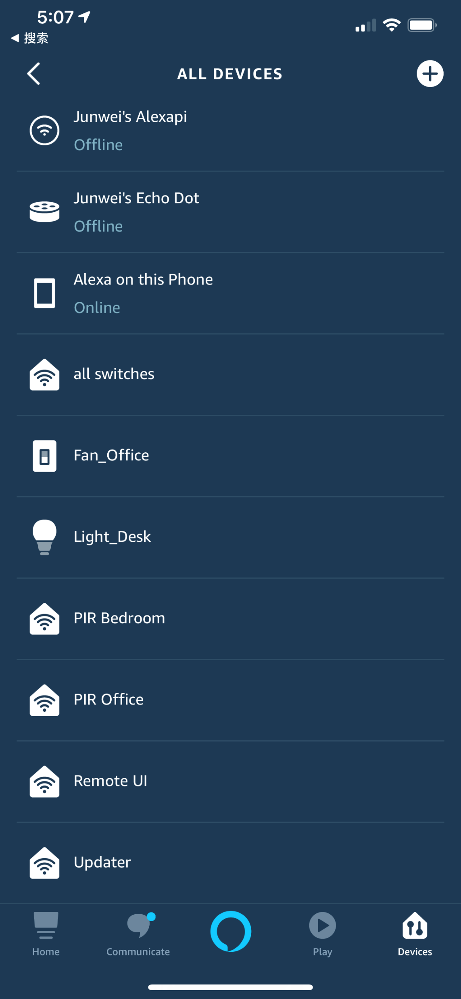 5:07
搜索
ALL DEVICES
Junwei's Alexapi
Offline
Junwei's Echo Dot
Offline
Alexa on this Phone
Online
all switches
Fan_Office
Light_Desk
PIR Bedroom
PIR Office
Remote UI
Updater
Home
Communicate
Play
Devices